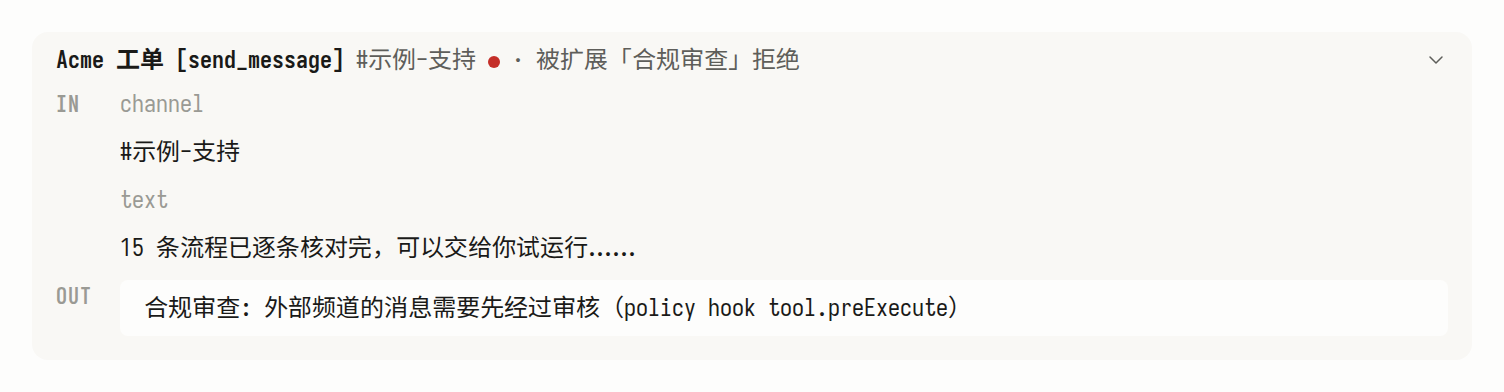 Acme 工单 [send_message] #示例-支持 · 被扩展「合规审查」拒绝
IN channel
#示例-支持
text
15 条流程已逐条核对完，可以交给你试运行……
OUT 合规审查: 外部频道的消息需要先经过审核（policy hook tool.preExecute）